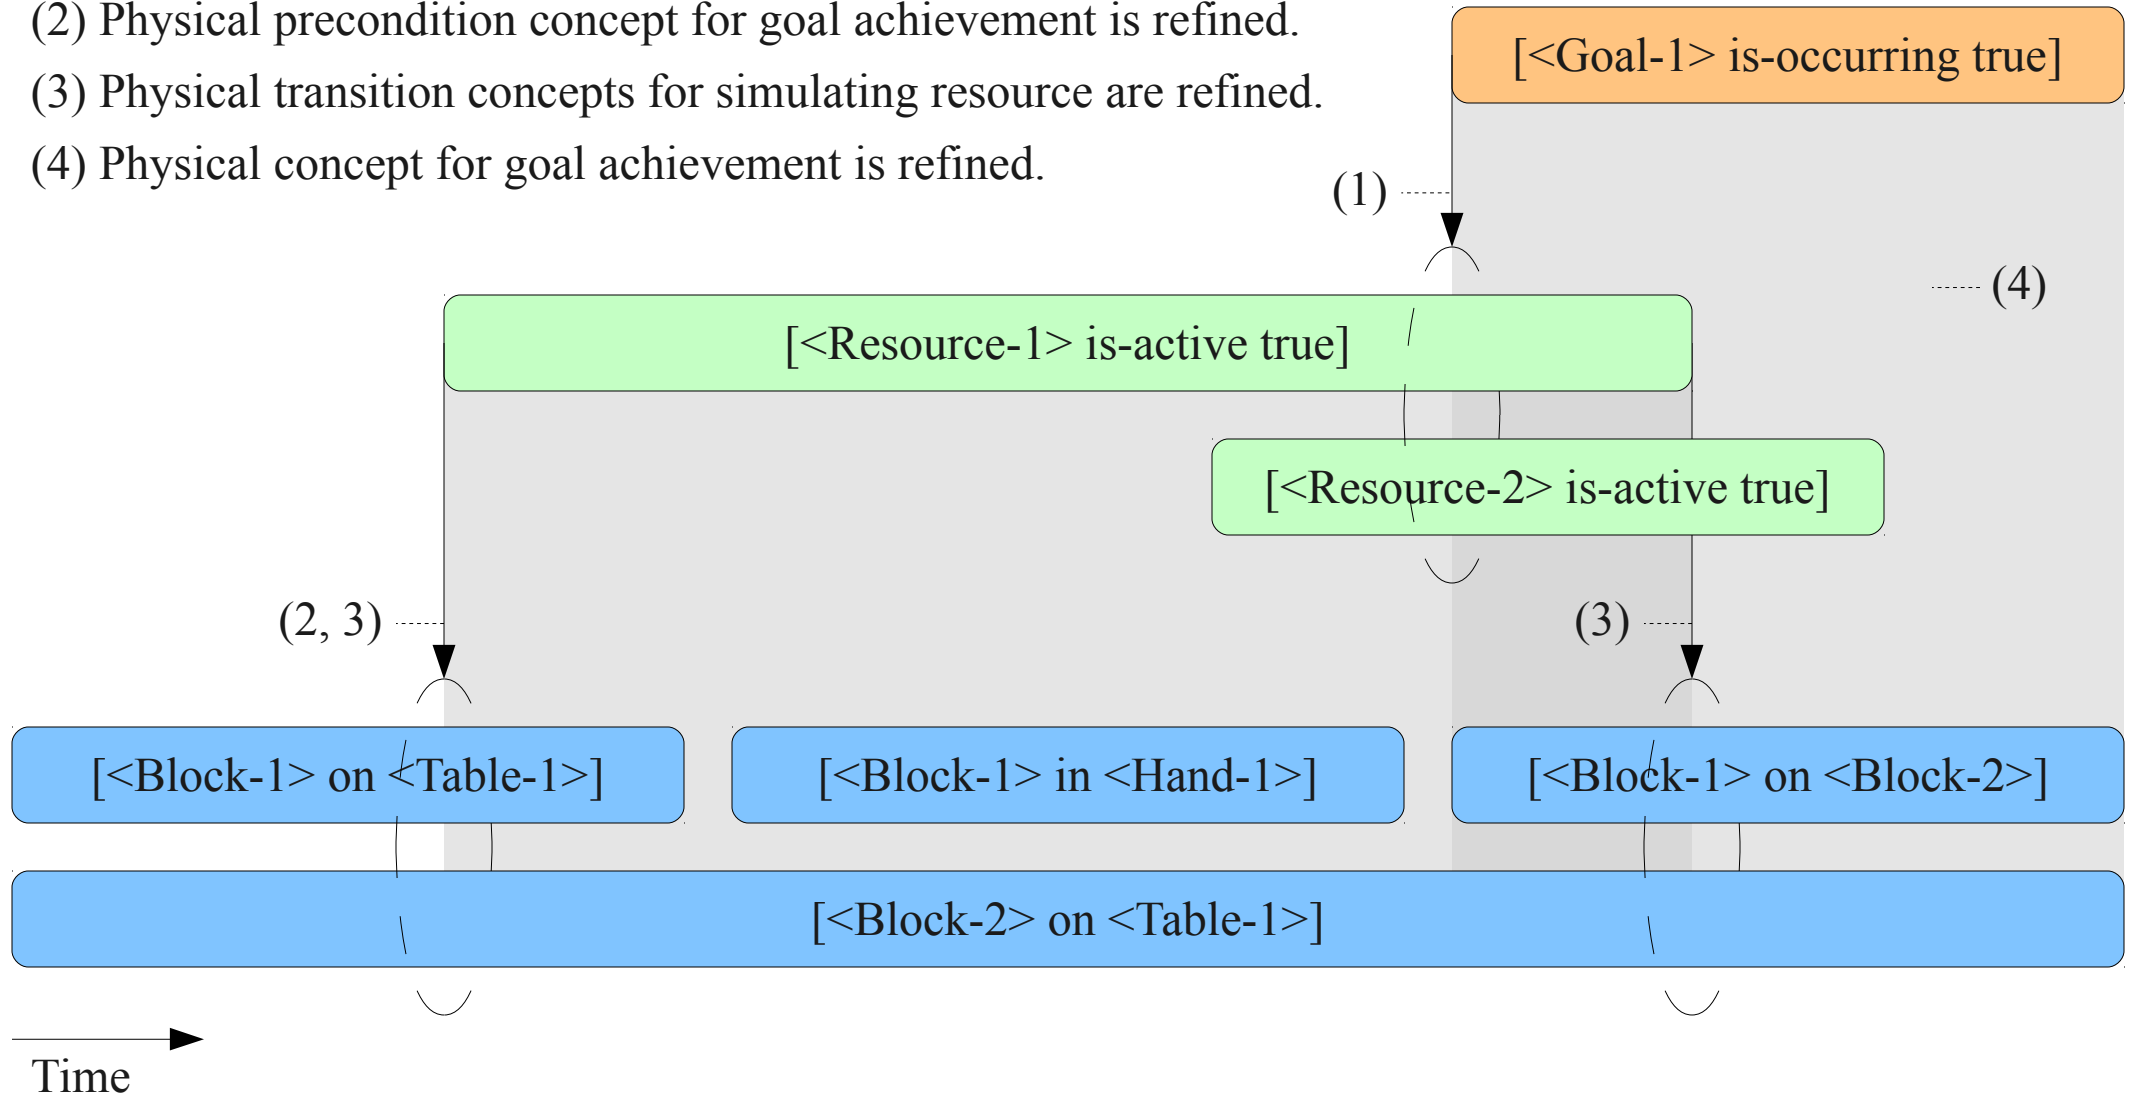 (2) Physical precondition concept for goal achievement is refined.
(3) Physical transition concepts for simulating resource are refined.
(4) Physical concept for goal achievement is refined.
[<Goal-1> is-occurring true]
(1)
(4)
[<Resource-1> is-active true]
[<Resource-2> is-active true]
(2, 3)
(3)
[<Block-1> on <Table-1>]
[<Block-1> in <Hand-1>]
[<Block-1> on <Block-2>]
[<Block-2> on <Table-1>]
Time